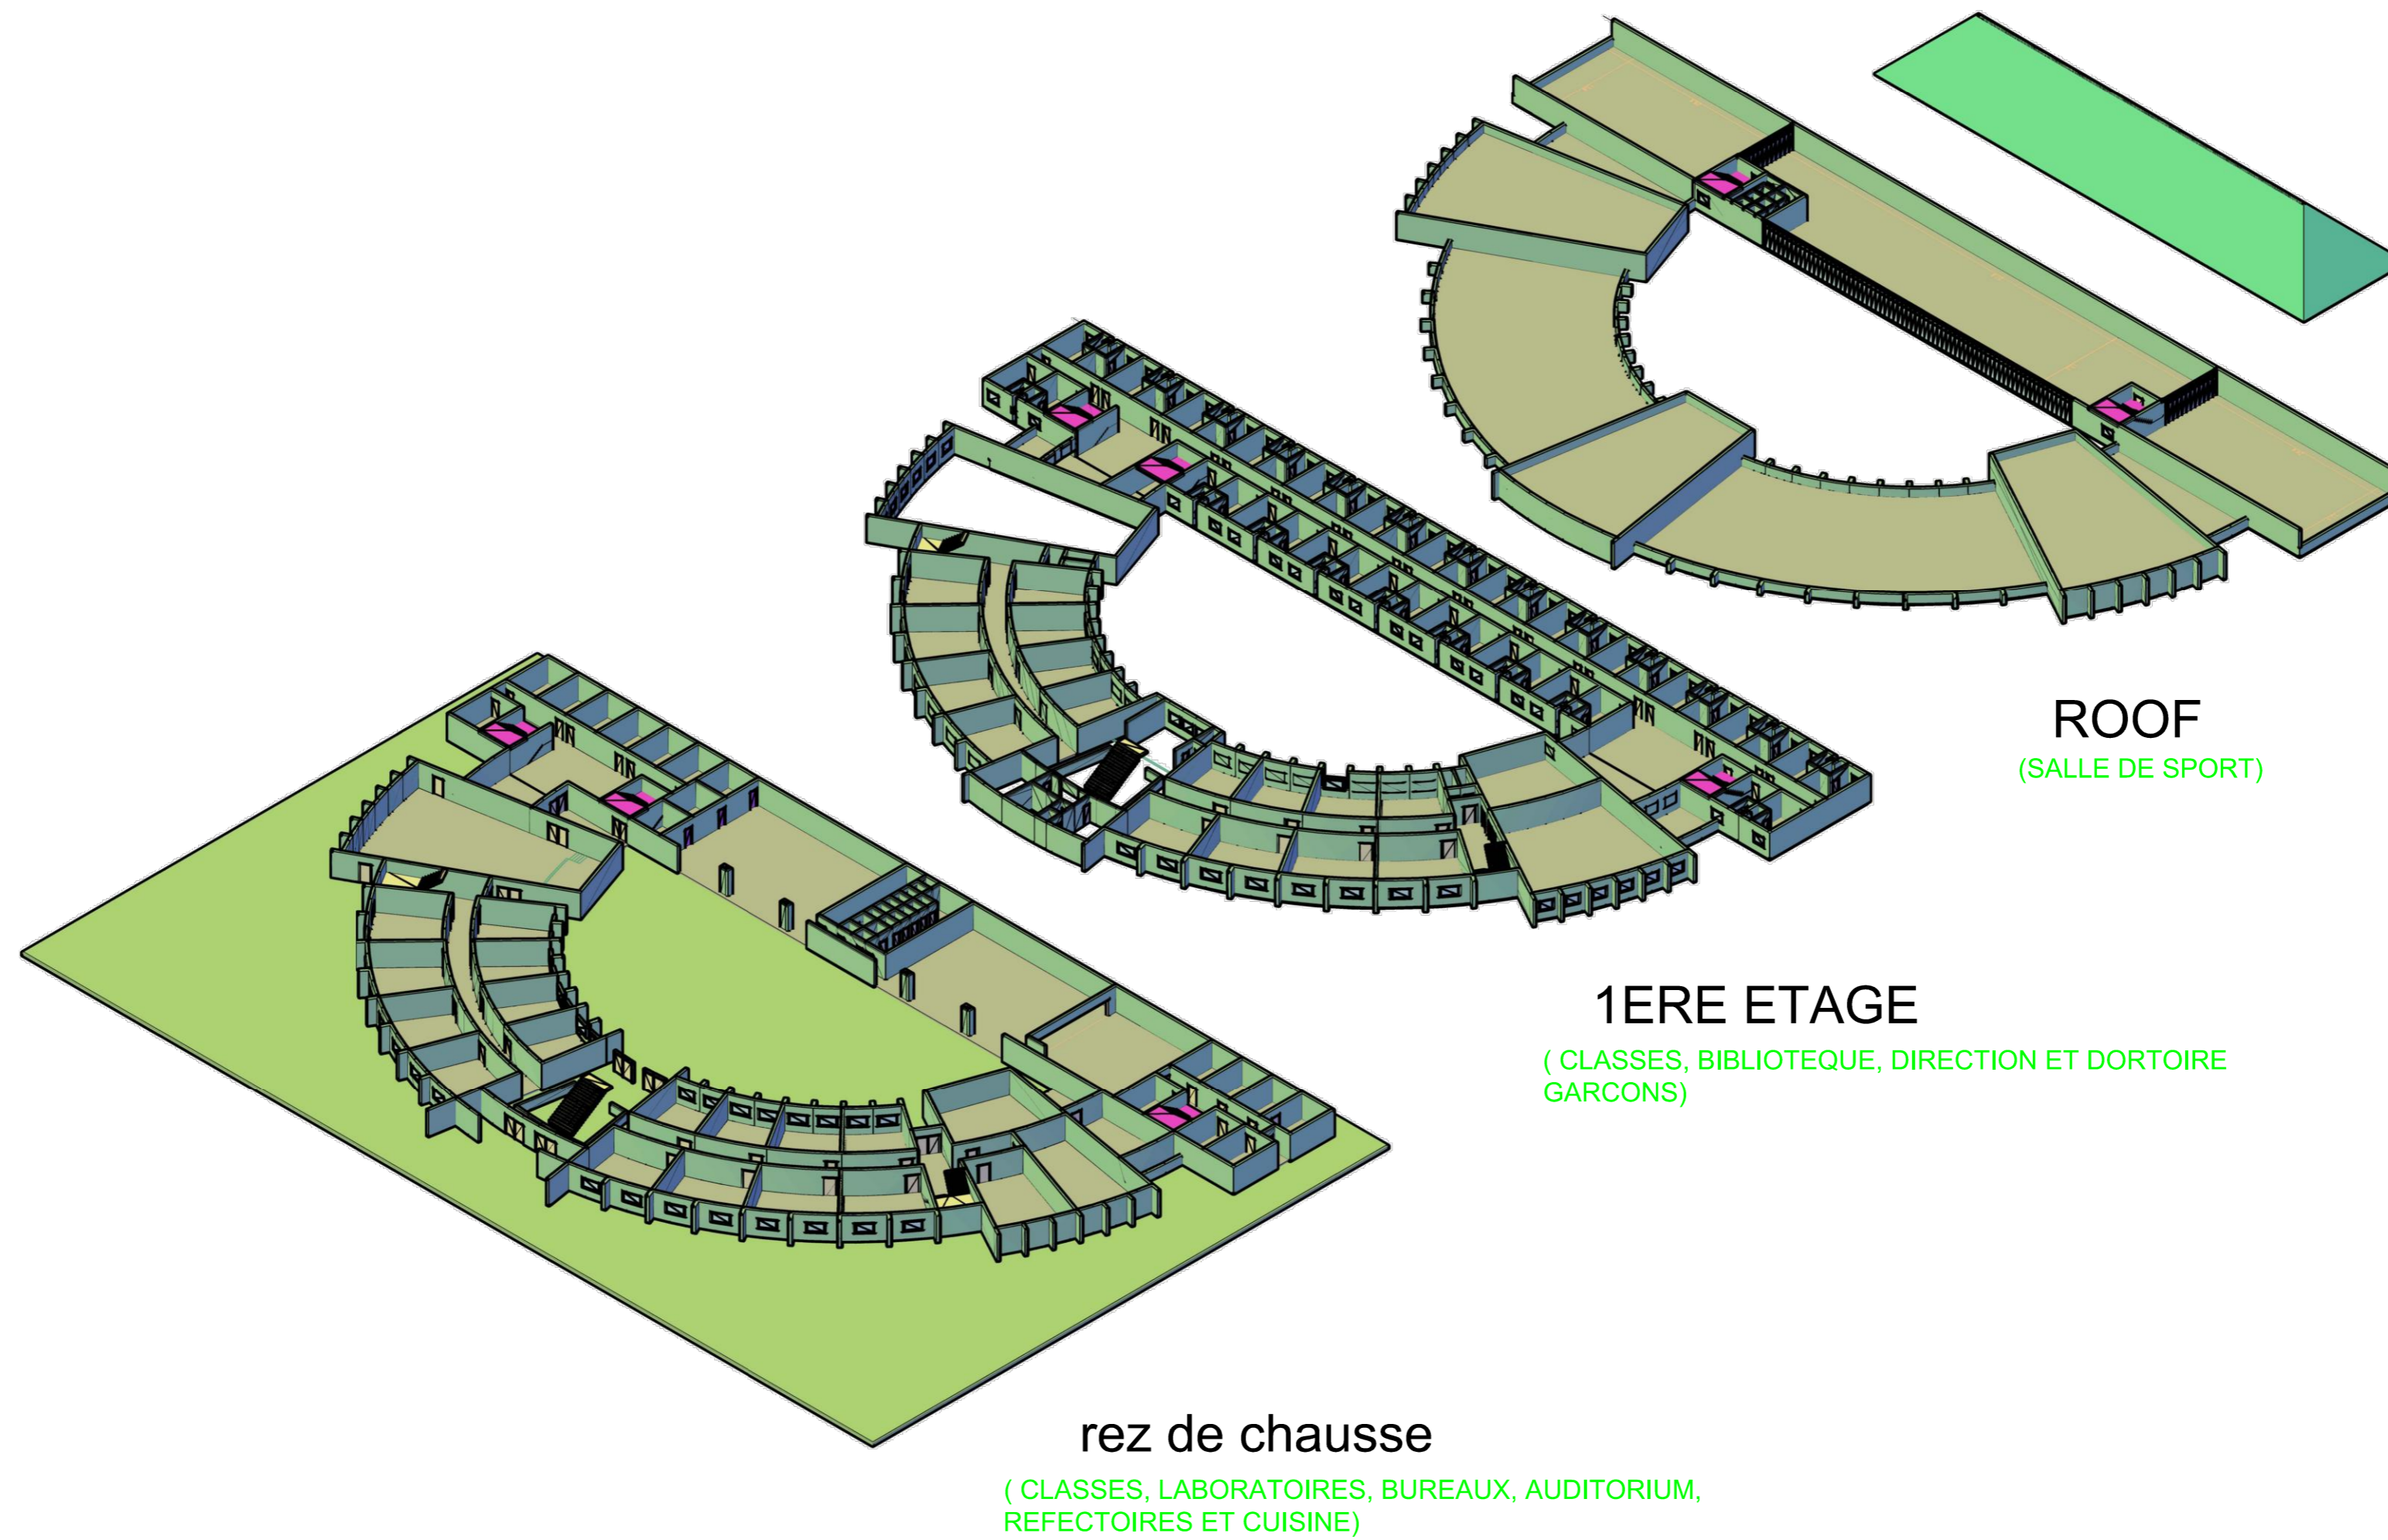 ROOF
(SALLE DE SPORT)
1ERE ETAGE
( CLASSES, BIBLIOTEQUE, DIRECTION ET DORTOIRE
GARCONS)
rez de chausse
( CLASSES, LABORATOIRES, BUREAUX, AUDITORIUM,
REFECTOIRES ET CUISINE)